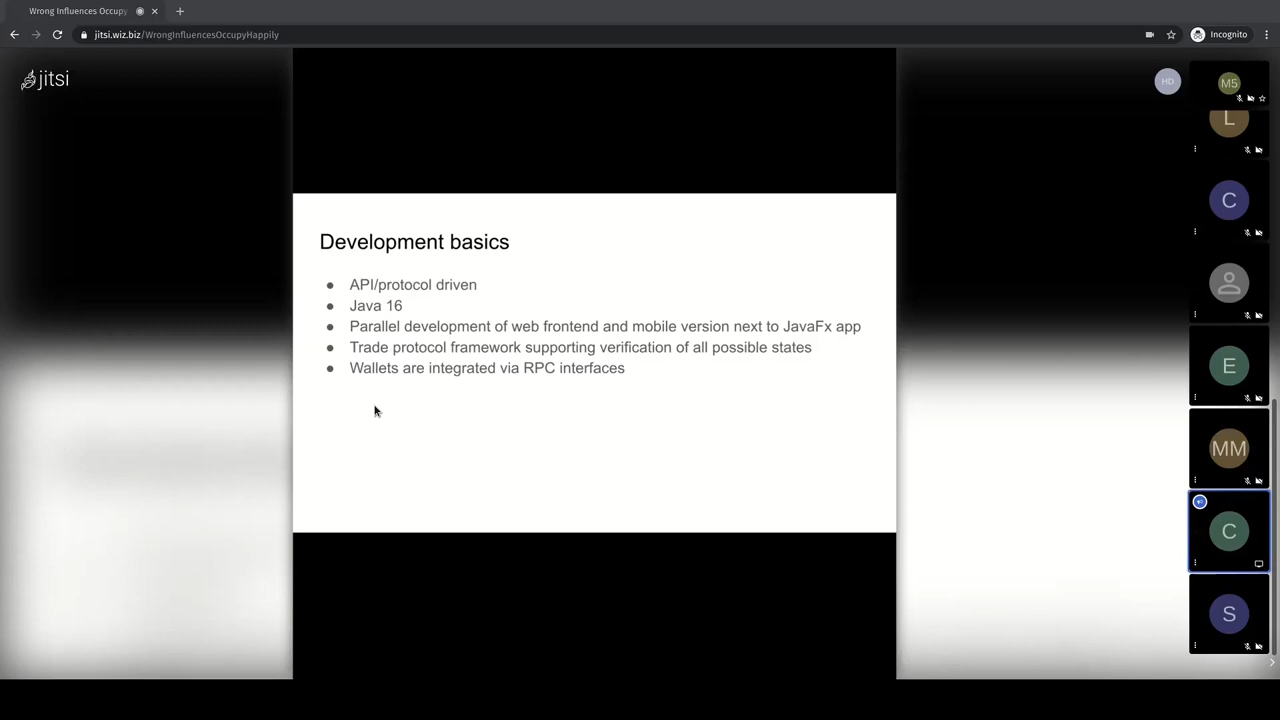 Wrong Influences Occupy
jitsi.wiz.biz/WrongInfluencesOccupyHappily
Incognito
jitsi
HD
M5
L
C
Development basics
● API/protocol driven
● Java 16
● Parallel development of web frontend and mobile version next to JavaFx app
● Trade protocol framework supporting verification of all possible states
● Wallets are integrated via RPC interfaces
E
MM
C
S